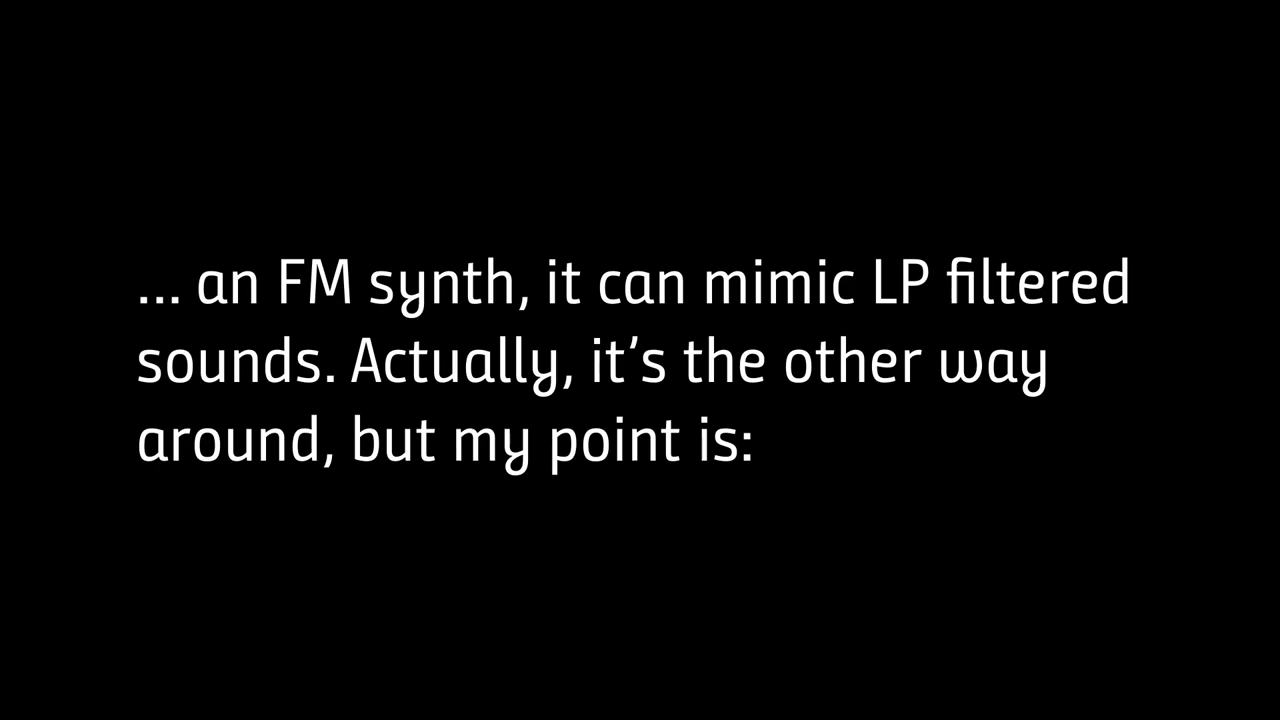 ... an FM synth, it can mimic LP filtered
sounds. Actually, it’s the other way
around, but my point is: